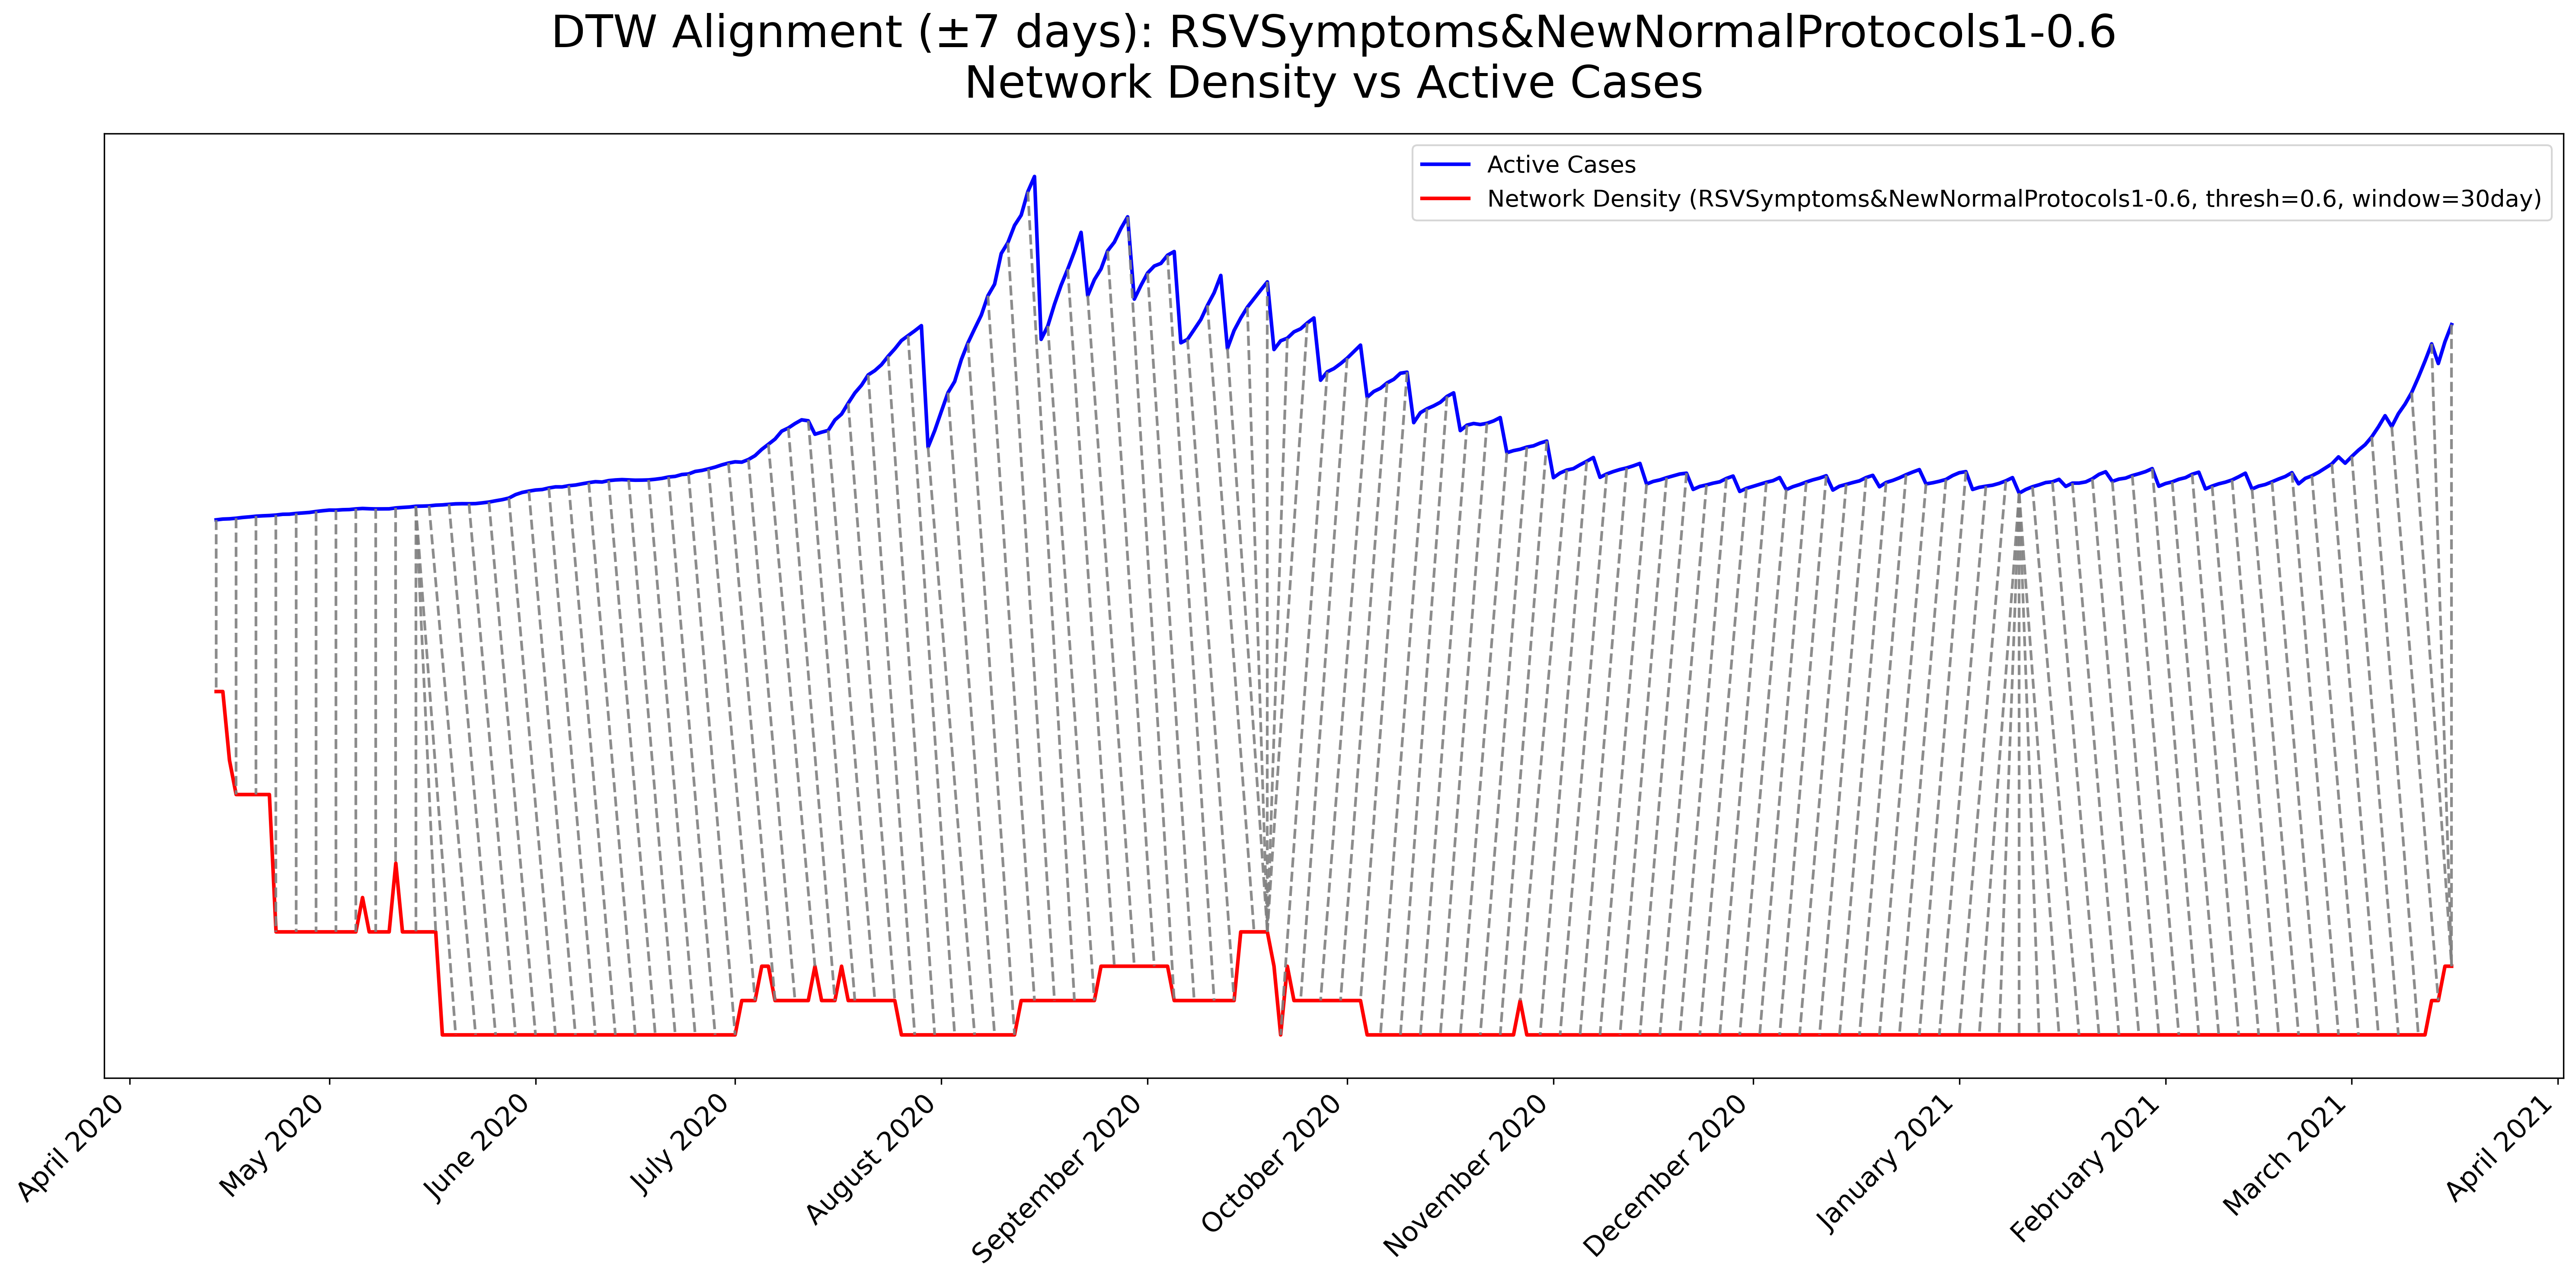 DTW Alignment (±7 days): RSVSymptoms&NewNormalProtocols1-0.6
Network Density vs Active Cases
Active Cases
Network Density (RSVSymptoms&NewNormalProtocols1-0.6, thresh=0.6, window=30day)
April 2020
May 2020
June 2020
July 2020
August 2020
September 2020
October 2020
November 2020
December 2020
January 2021
February 2021
March 2021
April 2021